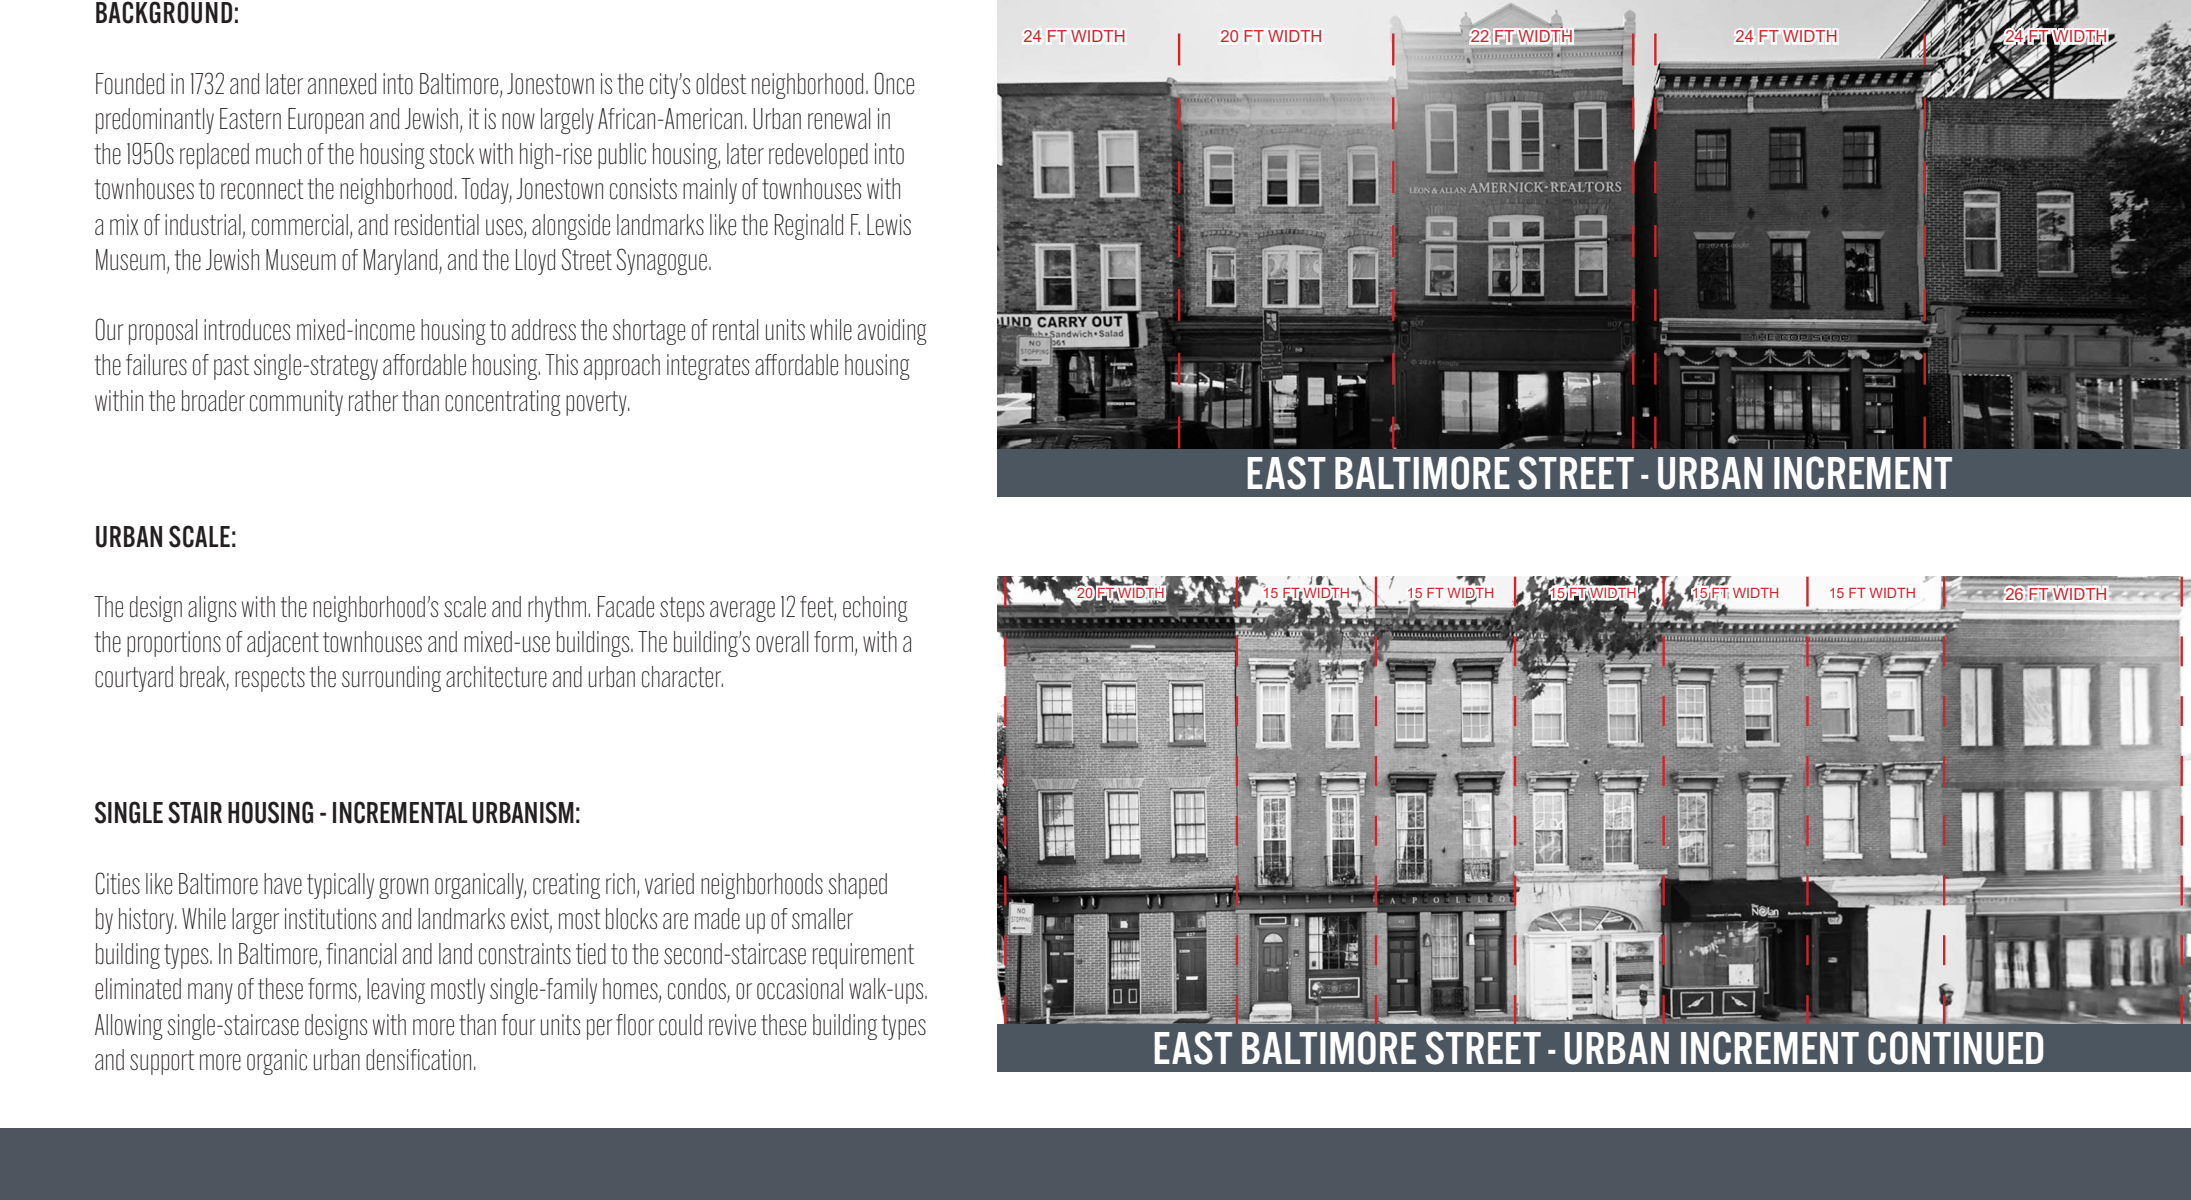 BACKGROUND:
Founded in 1732 and later annexed into Baltimore, Jonestown is the city's oldest neighborhood. Once
predominantly Eastern European and Jewish, it is now largely African-American. Urban renewal in
the 1950s replaced much of the housing stock with high-rise public housing, later redeveloped into
townhouses to reconnect the neighborhood. Today, Jonestown consists mainly of townhouses with
a mix of industrial, commercial, and residential uses, alongside landmarks like the Reginald F. Lewis
Museum, the Jewish Museum of Maryland, and the Lloyd Street Synagogue.
Our proposal introduces mixed-income housing to address the shortage of rental units while avoiding
the failures of past single-strategy affordable housing. This approach integrates affordable housing
within the broader community rather than concentrating poverty.
URBAN SCALE:
The design aligns with the neighborhood's scale and rhythm. Facade steps average 12 feet, echoing
the proportions of adjacent townhouses and mixed-use buildings. The building's overall form, with a
courtyard break, respects the surrounding architecture and urban character.
SINGLE STAIR HOUSING - INCREMENTAL URBANISM:
Cities like Baltimore have typically grown organically, creating rich, varied neighborhoods shaped
by history. While larger institutions and landmarks exist, most blocks are made up of smaller
building types. In Baltimore, financial and land constraints tied to the second-staircase requirement
eliminated many of these forms, leaving mostly single-family homes, condos, or occasional walk-ups.
Allowing single-staircase designs with more than four units per floor could revive these building types
and support more organic urban densification.
24 FT WIDTH
20 FT WIDTH
22 FT WIDTH
24 FT WIDTH
24 FT WIDTH
LEON & ALLAN AMERNICK·REALTORS
UND CARRY OUT
Sandwich•Salad
NO
STOPPING
807
807
THE COP STOP
EAST BALTIMORE STREET - URBAN INCREMENT
20 FT WIDTH
15 FT WIDTH
15 FT WIDTH
15 FT WIDTH
15 FT WIDTH
15 FT WIDTH
26 FT WIDTH
NO
STOPPING
Nolan
EAST BALTIMORE STREET - URBAN INCREMENT CONTINUED